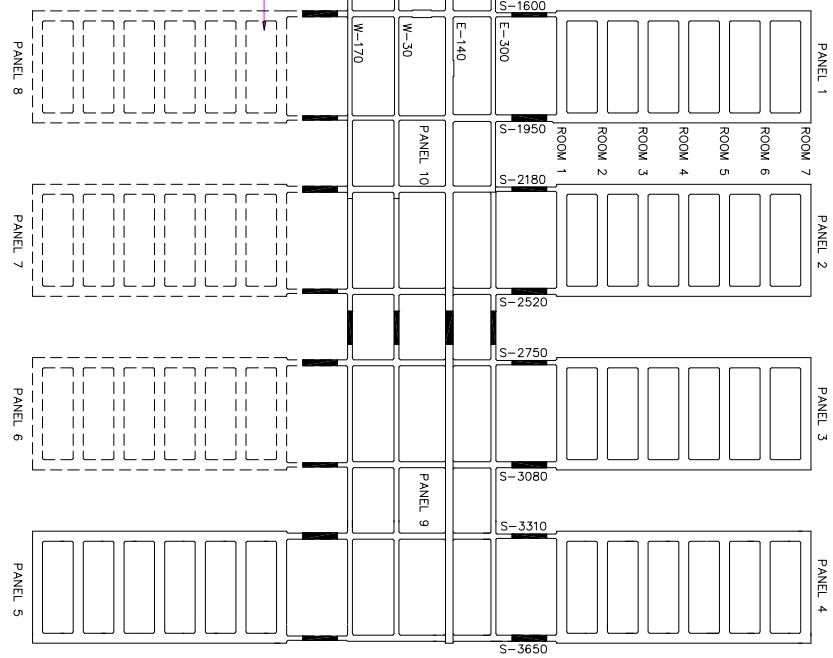 S-1600
W-170
W-30
E-140
E-300
PANEL 8
PANEL 1
S-1950
PANEL 10
ROOM 1
ROOM 2
ROOM 3
ROOM 4
ROOM 5
ROOM 6
ROOM 7
S-2180
PANEL 7
PANEL 2
S-2520
S-2750
PANEL 6
PANEL 3
S-3080
PANEL 9
S-3310
PANEL 5
PANEL 4
S-3650